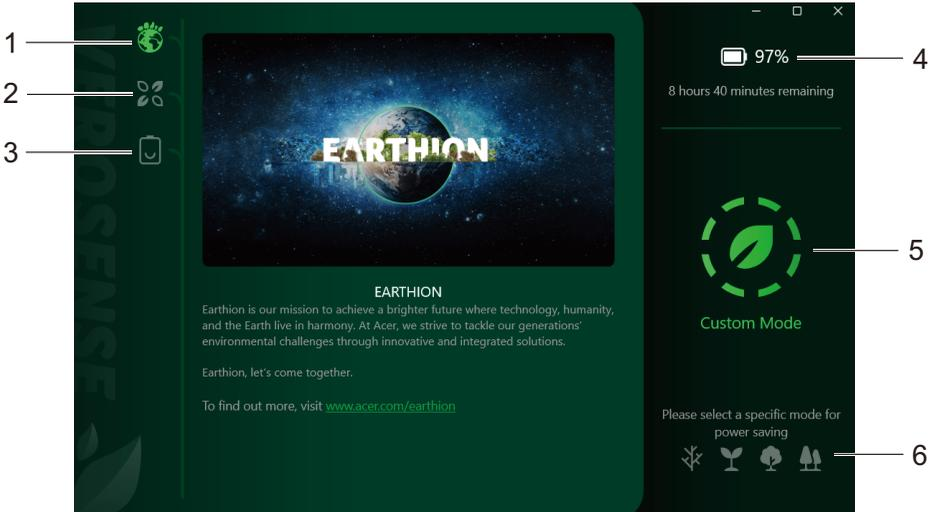 1
2
3
VEROSENSE
EARTHION
EARTHION
Earthion is our mission to achieve a brighter future where technology, humanity,
and the Earth live in harmony. At Acer, we strive to tackle our generations'
environmental challenges through innovative and integrated solutions.
Earthion, let's come together.
To find out more, visit www.acer.com/earthion
97%
4
8 hours 40 minutes remaining
5
Custom Mode
Please select a specific mode for
power saving
6